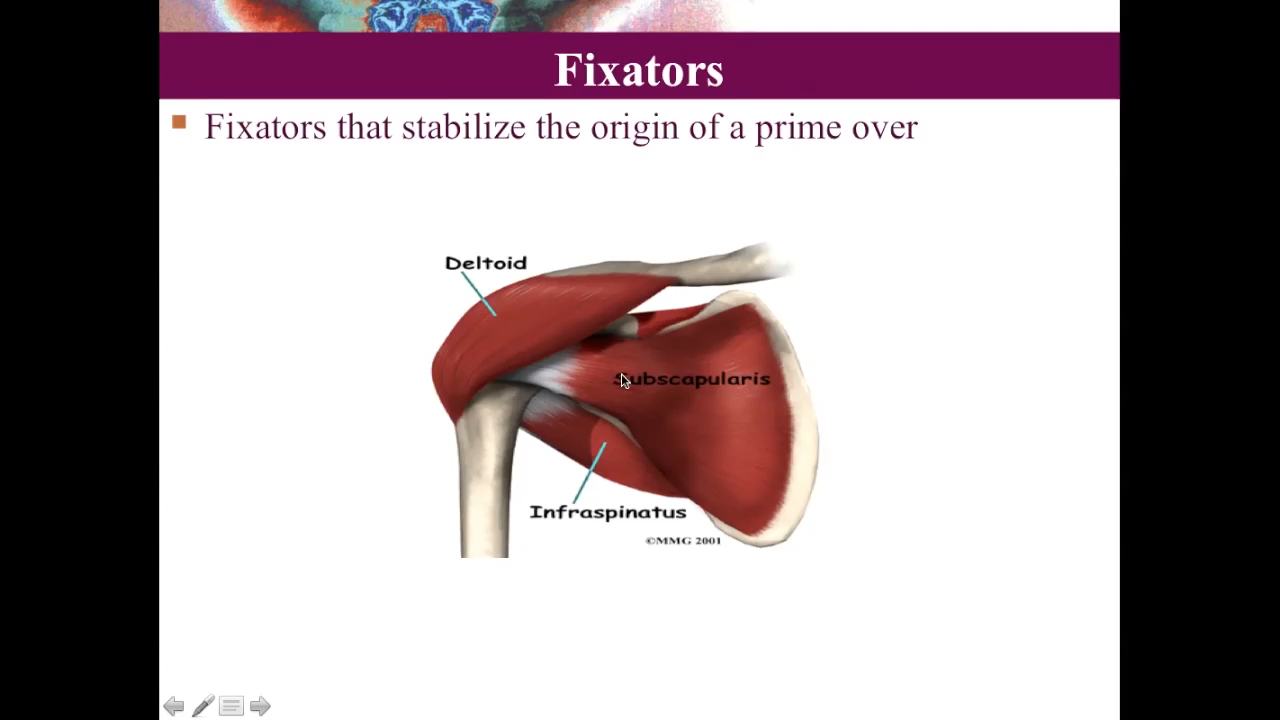 Fixators
Fixators that stabilize the origin of a prime over
Deltoid
Subscapularis
Infraspinatus
©MMG 2001